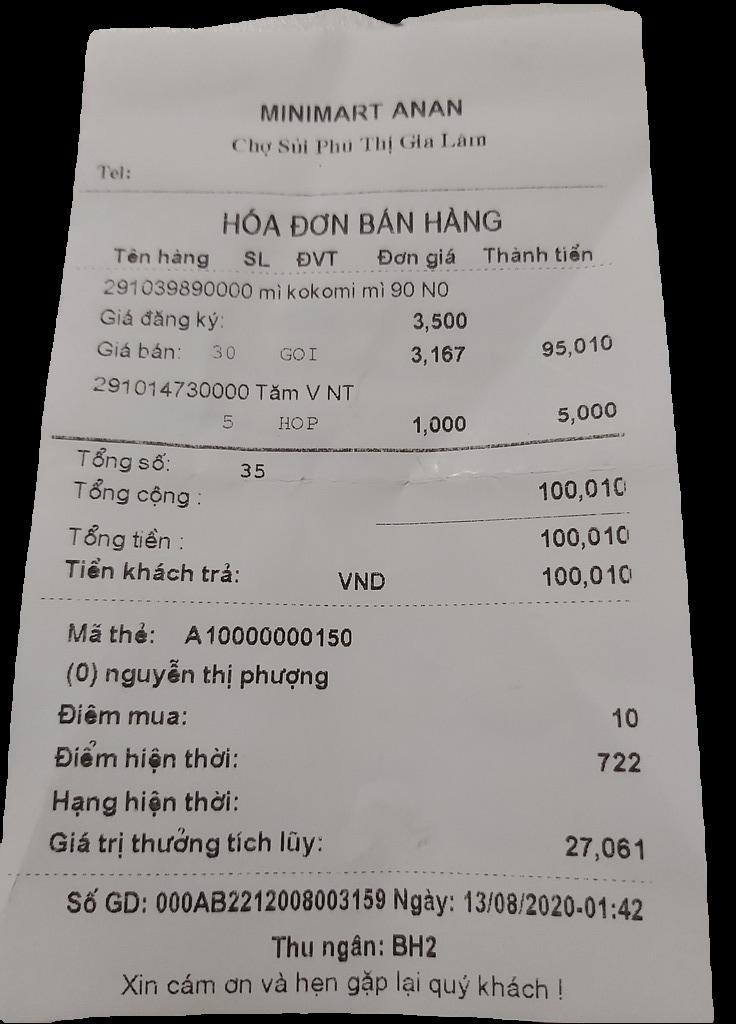 MINIMART ANAN
Chợ Sủi Phú Thị Gia Lâm
Tel:
HÓA ĐƠN BÁN HÀNG
Tên hàng SL ĐVT Đơn giá Thành tiền
291039890000 mì kokomi mì 90 N0
Giá đăng ký: 3,500
Giá bán: 30 GOI 3,167 95,010
291014730000 Tăm V NT
5 HOP 1,000 5,000
Tổng số: 35
Tổng cộng : 100,010
Tổng tiền : 100,010
Tiền khách trả: VND 100,010
Mã thẻ: A10000000150
(0) nguyễn thị phượng
Điểm mua: 10
Điểm hiện thời: 722
Hạng hiện thời:
Giá trị thưởng tích lũy: 27,061
Số GD: 000AB2212008003159 Ngày: 13/08/2020-01:42
Thu ngân: BH2
Xin cám ơn và hẹn gặp lại quý khách !